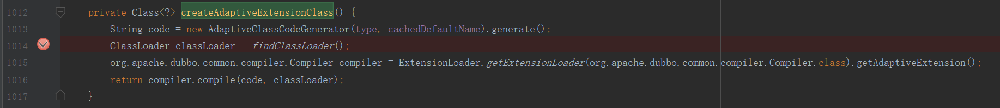 1012 private Class<?> createAdaptiveExtensionClass() {
1013 String code = new AdaptiveClassCodeGenerator(type, cachedDefaultName).generate();
1014 ClassLoader classLoader = findClassLoader();
1015 org.apache.dubbo.common.compiler.Compiler compiler = ExtensionLoader.getExtensionLoader(org.apache.dubbo.common.compiler.Compiler.class).getAdaptiveExtension();
1016 return compiler.compile(code, classLoader);
1017 }